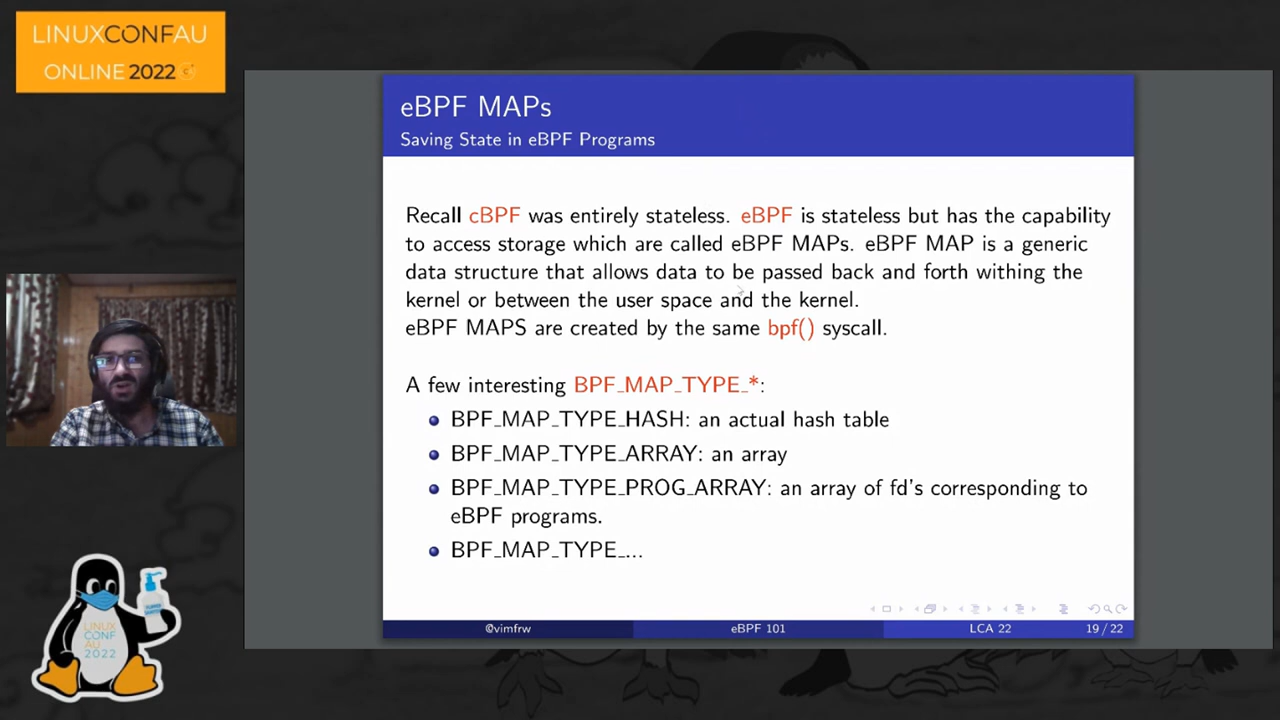 LINUXCONFAU
ONLINE 2022
eBPF MAPs
Saving State in eBPF Programs
Recall cBPF was entirely stateless. eBPF is stateless but has the capability
to access storage which are called eBPF MAPs. eBPF MAP is a generic
data structure that allows data to be passed back and forth withing the
kernel or between the user space and the kernel.
eBPF MAPS are created by the same bpf() syscall.
A few interesting BPF_MAP_TYPE_*:
BPF_MAP_TYPE_HASH: an actual hash table
BPF_MAP_TYPE_ARRAY: an array
BPF_MAP_TYPE_PROG_ARRAY: an array of fd's corresponding to
eBPF programs.
BPF_MAP_TYPE_...
@vimfrw eBPF 101 LCA 22 19 / 22
LINUX
CONF
AU
2022